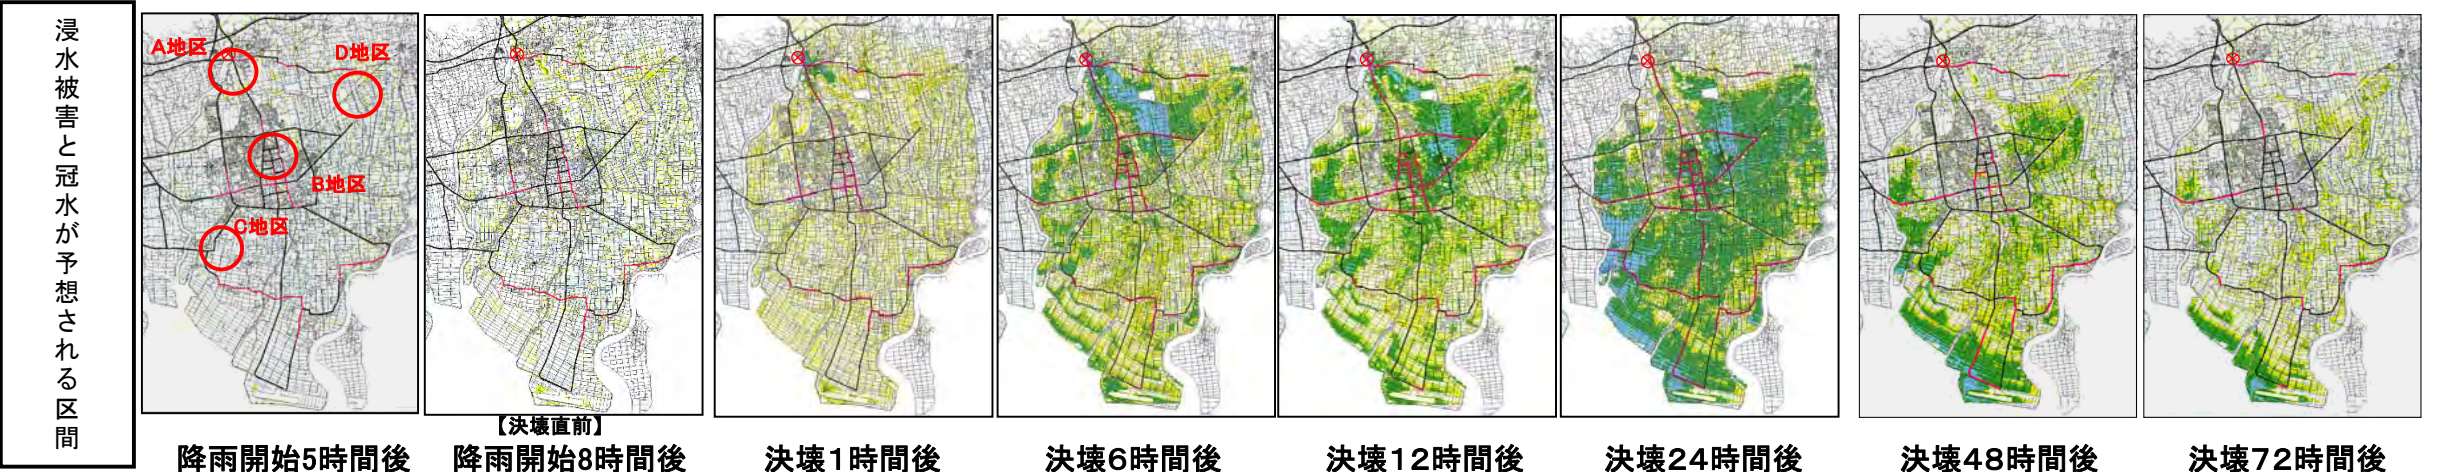 浸水被害と冠水が予想される区間
A地区
D地区
B地区
C地区
【決壊直前】
降雨開始5時間後
降雨開始8時間後
決壊1時間後
決壊6時間後
決壊12時間後
決壊24時間後
決壊48時間後
決壊72時間後